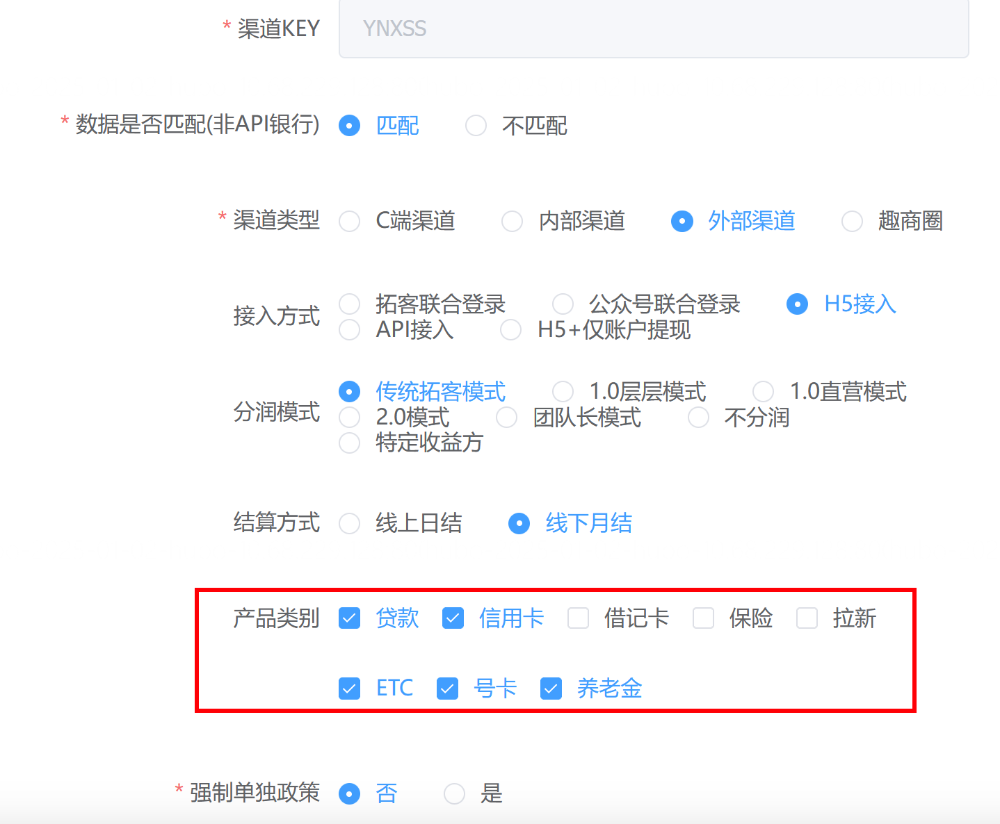 * 渠道KEY YNXSS
* 数据是否匹配(非API银行) 匹配 不匹配
* 渠道类型 C端渠道 内部渠道 外部渠道 趣商圈
接入方式 拓客联合登录 公众号联合登录 H5接入
API接入 H5+仅账户提现
分润模式 传统拓客模式 1.0层层模式 1.0直营模式
2.0模式 团队长模式 不分润
特定收益方
结算方式 线上日结 线下月结
产品类别 贷款 信用卡 借记卡 保险 拉新
ETC 号卡 养老金
* 强制单独政策 否 是